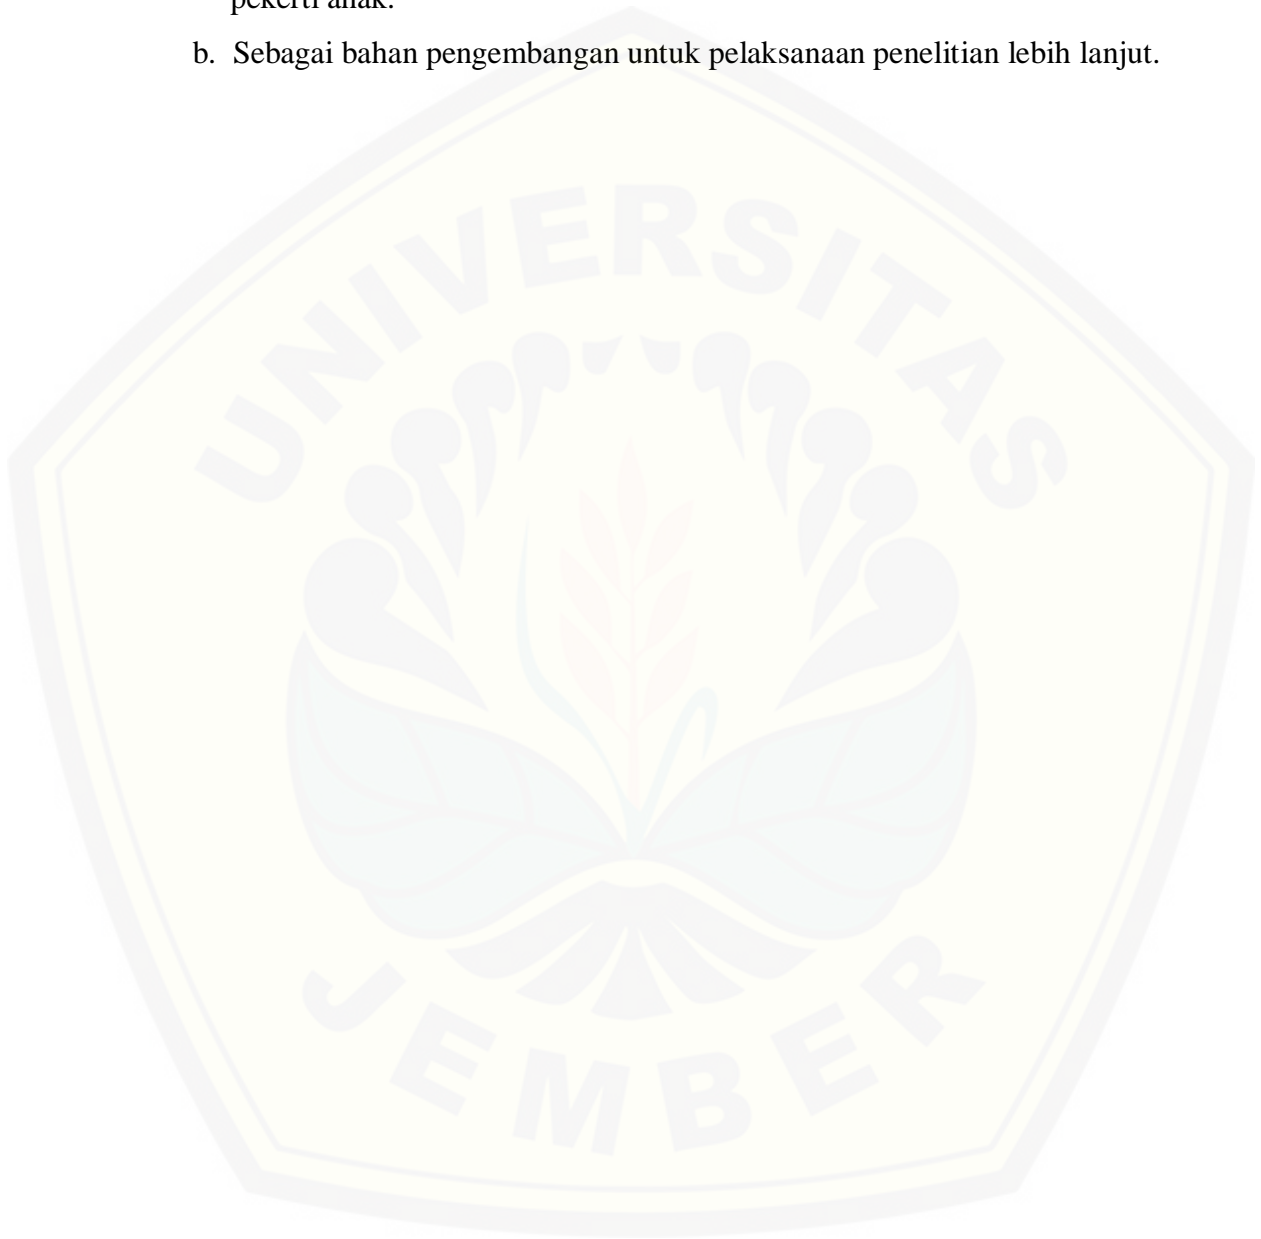 pekerti anak.
b. Sebagai bahan pengembangan untuk pelaksanaan penelitian lebih lanjut.
UNIVERSITAS
JEMBER